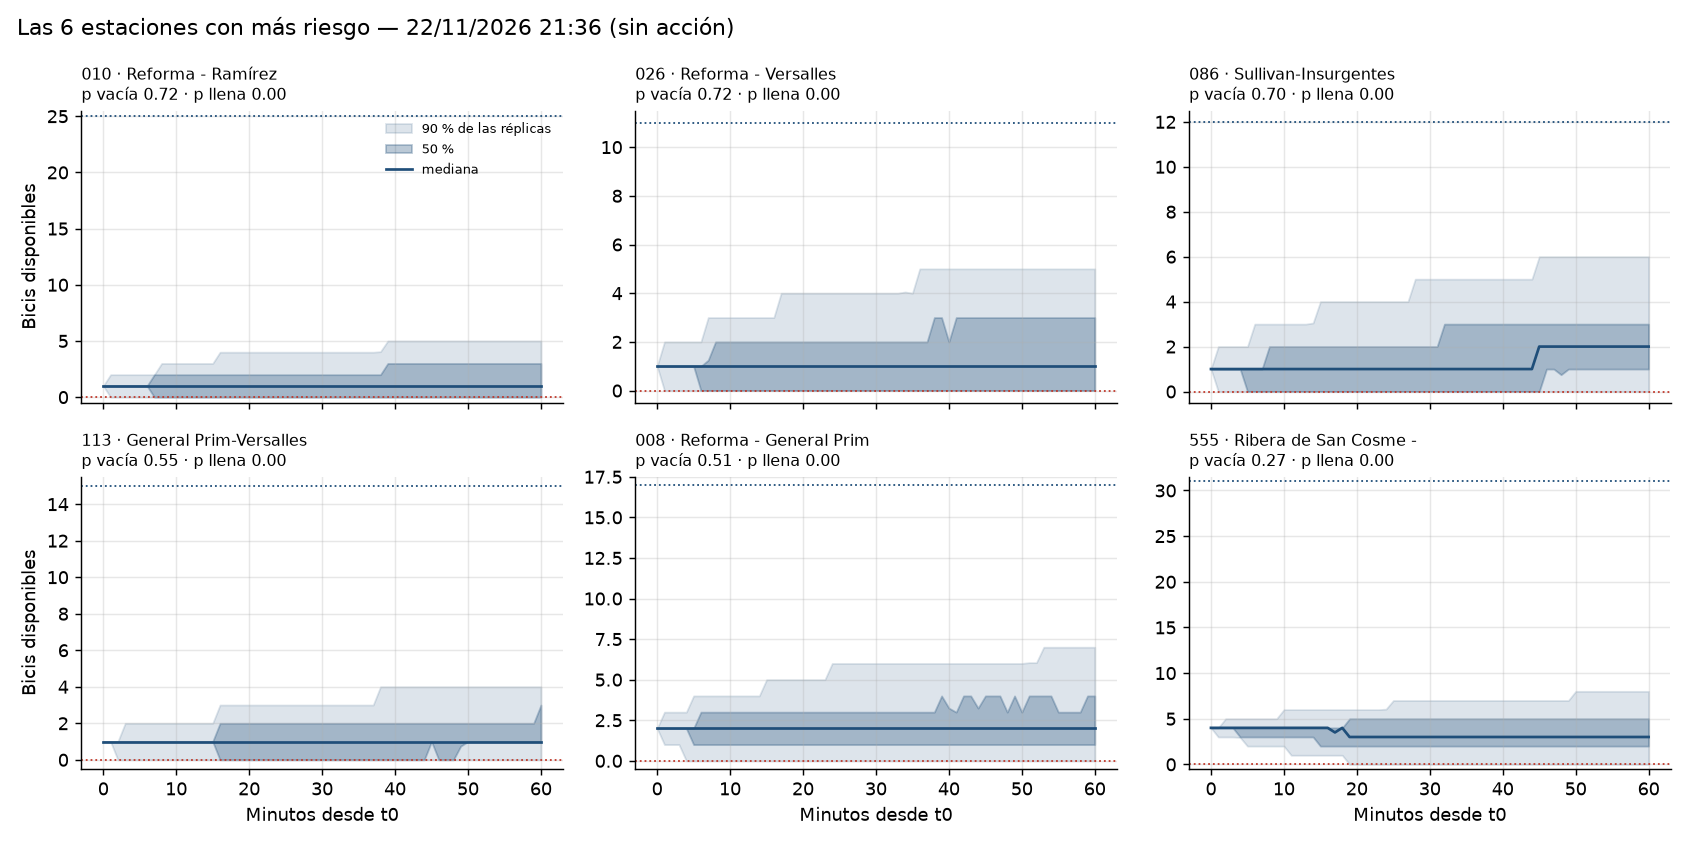 Las 6 estaciones con más riesgo — 22/11/2026 21:36 (sin acción)
010 · Reforma - Ramírez
p vacía 0.72 · p llena 0.00
25
20
15
10
5
0
Bicis disponibles
90 % de las réplicas
50 %
mediana
026 · Reforma - Versalles
p vacía 0.72 · p llena 0.00
10
8
6
4
2
0
086 · Sullivan-Insurgentes
p vacía 0.70 · p llena 0.00
12
10
8
6
4
2
0
113 · General Prim-Versalles
p vacía 0.55 · p llena 0.00
14
12
10
8
6
4
2
0
Bicis disponibles
0 10 20 30 40 50 60
Minutos desde t0
008 · Reforma - General Prim
p vacía 0.51 · p llena 0.00
17.5
15.0
12.5
10.0
7.5
5.0
2.5
0.0
0 10 20 30 40 50 60
Minutos desde t0
555 · Ribera de San Cosme -
p vacía 0.27 · p llena 0.00
30
25
20
15
10
5
0
0 10 20 30 40 50 60
Minutos desde t0